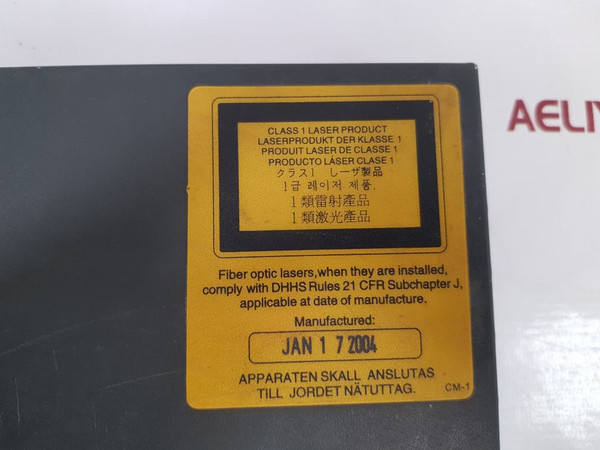 CLASS 1 LASER PRODUCT
LASERPRODUKT DER KLASSE 1
PRODUIT LASER DE CLASSE 1
PRODUCTO LÁSER CLASE 1
クラス1 レーザ製品
1급 레이저 제품.
1類雷射產品
1類激光產品
Fiber optic lasers,when they are installed,
comply with DHHS Rules 21 CFR Subchapter J,
applicable at date of manufacture.
Manufactured:
JAN 17 2004
APPARATEN SKALL ANSLUTAS
TILL JORDET NÄTUTTAG.
CM-1